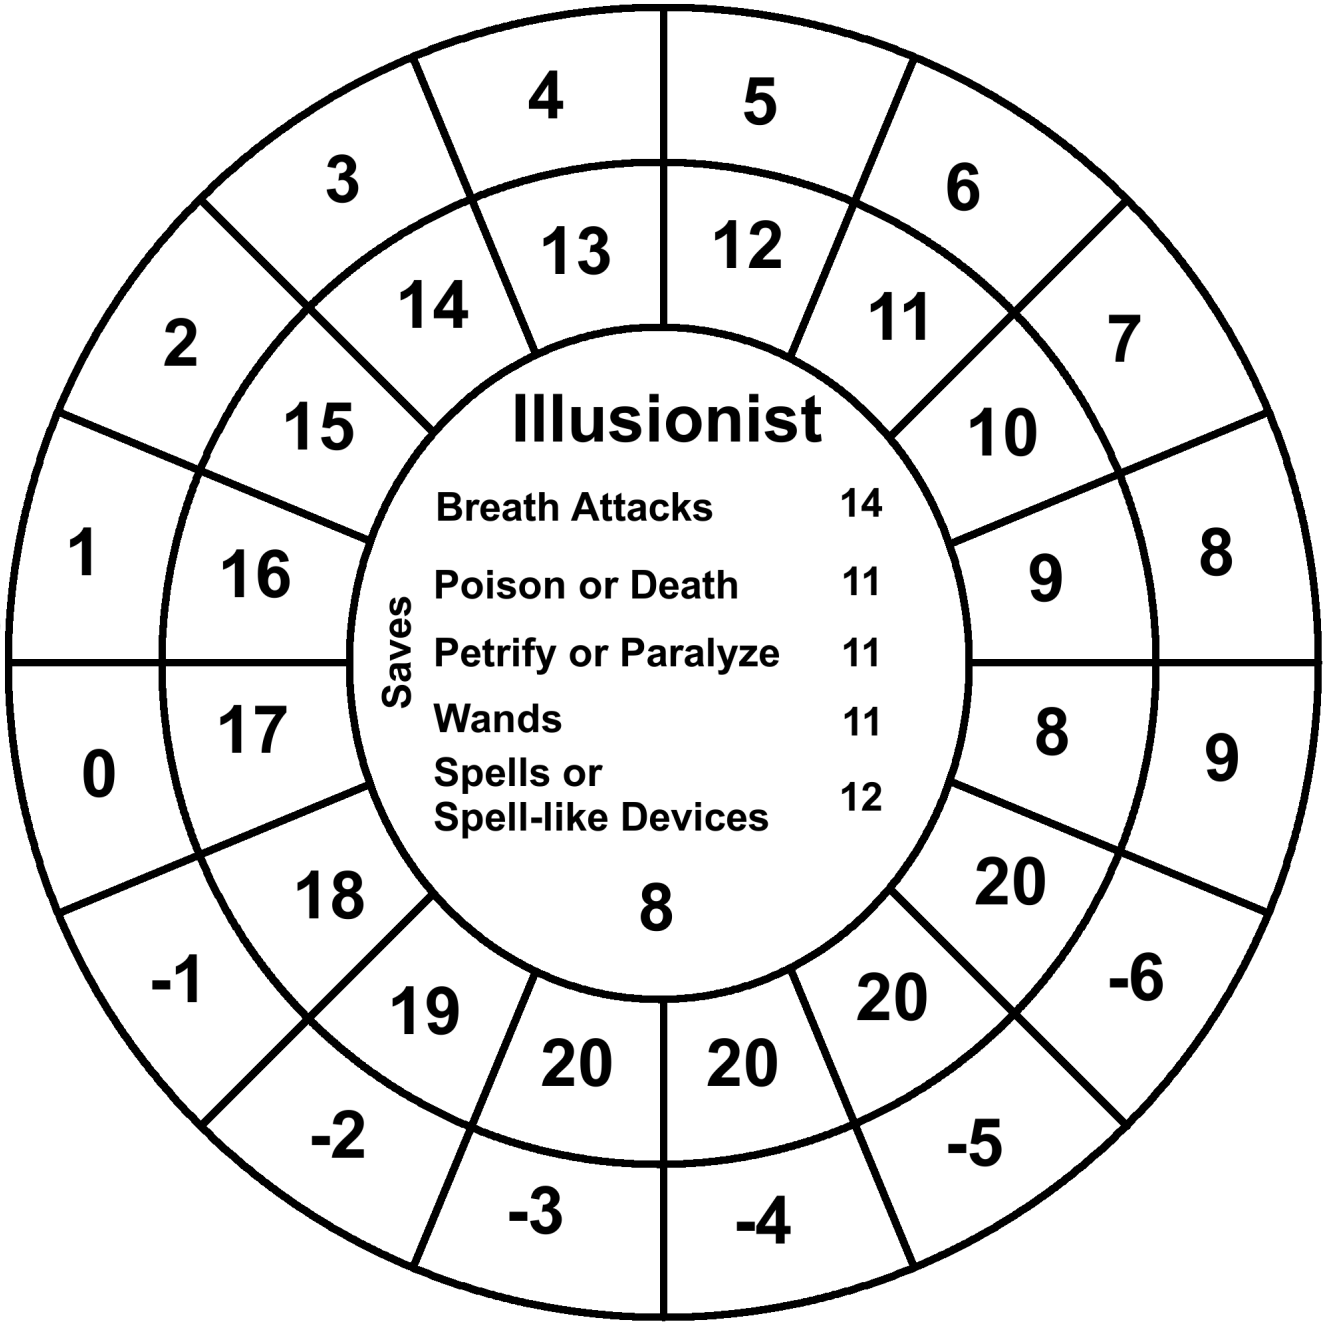 4 5
3 6
13 12
14 11
2 7
15 10
Illusionist
Breath Attacks 14
1 8
16 9
Poison or Death 11
Saves
Petrify or Paralyze 11
Wands 11
17 8
0 9
Spells or
Spell-like Devices 12
18 20
8
-1 -6
19 20
20 20
-2 -5
-3 -4